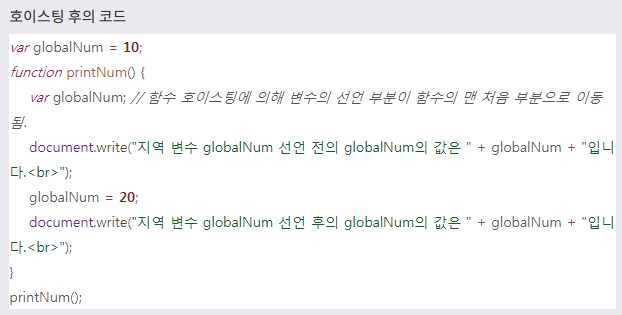 호이스팅 후의 코드
var globalNum = 10;
function printNum() {
var globalNum; // 함수 호이스팅에 의해 변수의 선언 부분이 함수의 맨 처음 부분으로 이동
됨.
document.write("지역 변수 globalNum 선언 전의 globalNum의 값은 " + globalNum + "입니
다.<br>");
globalNum = 20;
document.write("지역 변수 globalNum 선언 후의 globalNum의 값은 " + globalNum + "입니
다.<br>");
}
printNum();